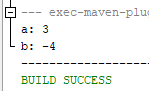 --- exec-maven-plu
a: 3
b: -4
------------------------
BUILD SUCCESS